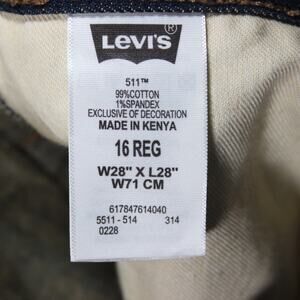 LEVI'S®
511™
99%COTTON
1%SPANDEX
EXCLUSIVE OF DECORATION
MADE IN KENYA
16 REG
W28" X L28"
W71 CM
617847614040
5511 - 514 314
0228